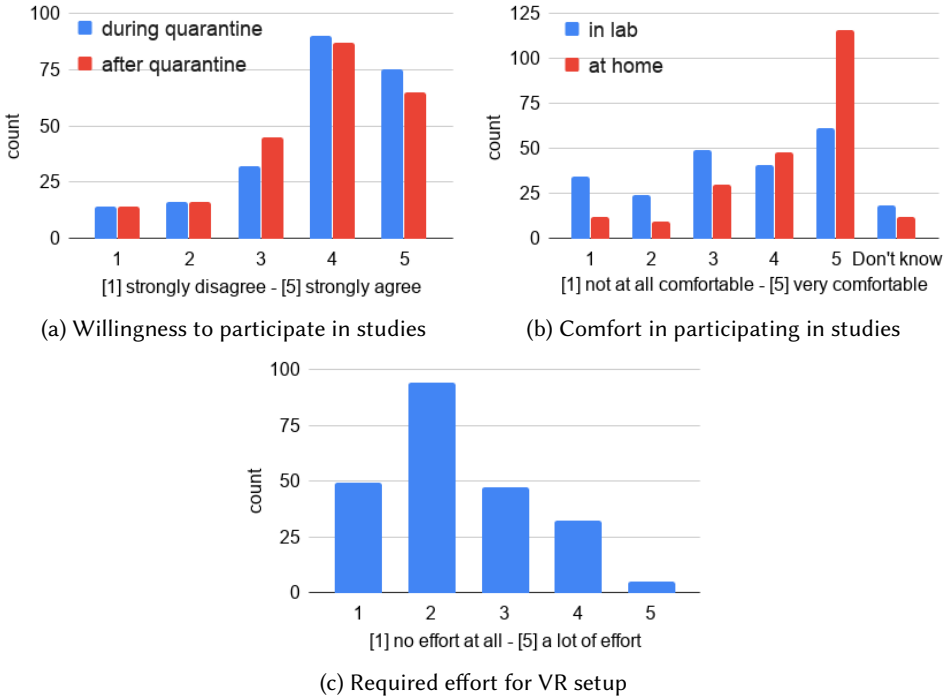 100
75
50
25
0
count
during quarantine
after quarantine
1 2 3 4 5
[1] strongly disagree - [5] strongly agree
(a) Willingness to participate in studies
125
100
75
50
25
0
count
in lab
at home
1 2 3 4 5 Don't know
[1] not at all comfortable - [5] very comfortable
(b) Comfort in participating in studies
100
75
50
25
0
count
1 2 3 4 5
[1] no effort at all - [5] a lot of effort
(c) Required effort for VR setup